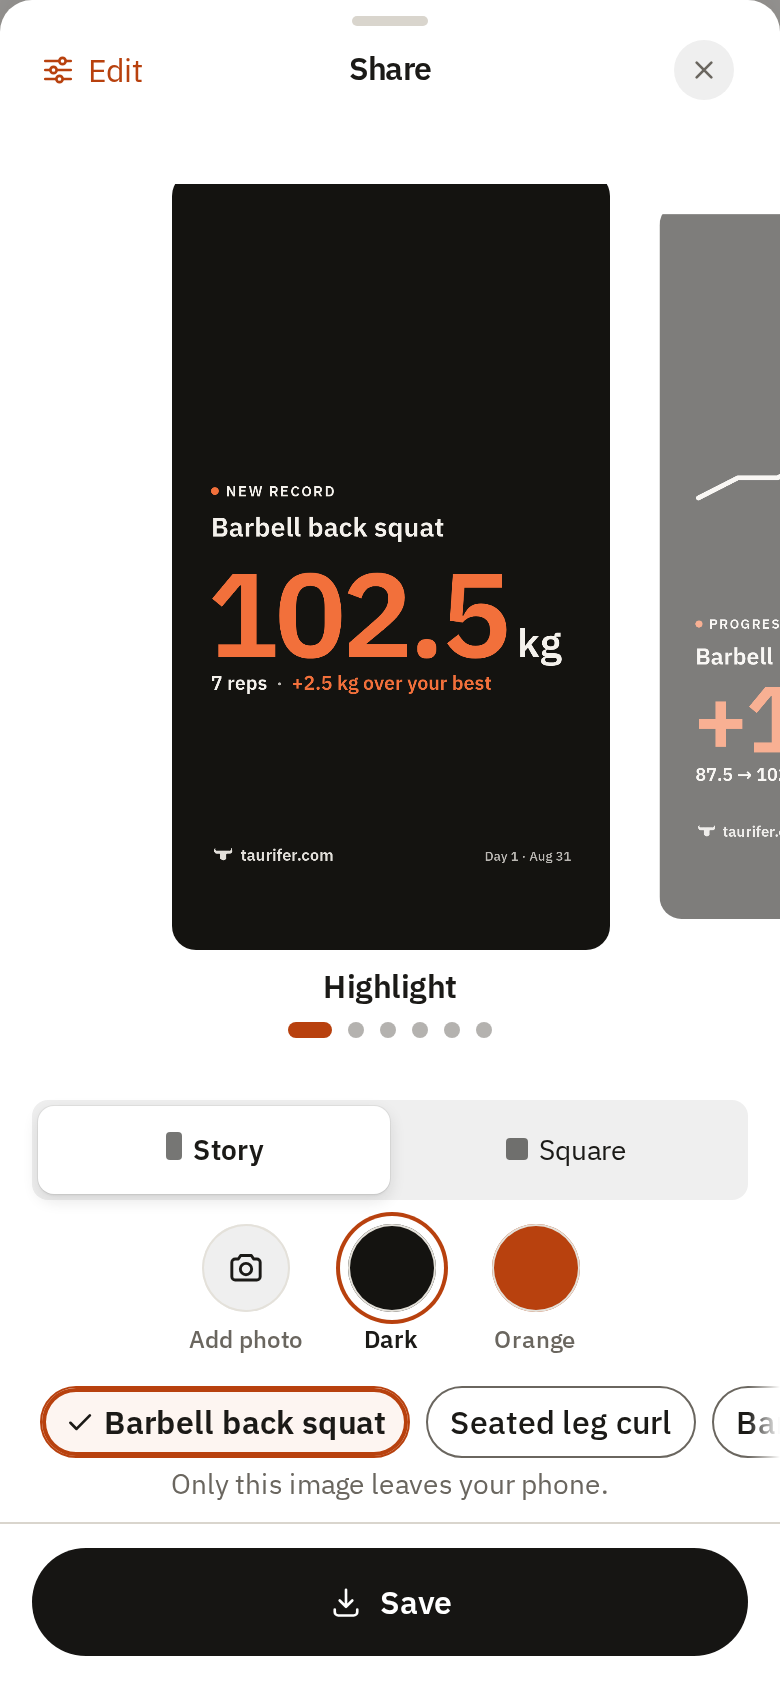 Edit
Share
NEW RECORD
Barbell back squat
102.5 kg
7 reps · +2.5 kg over your best
taurifer.com
Day 1 · Aug 31
PROGRES
Barbell
+1
87.5 → 10
taurifer.
Highlight
Story
Square
Add photo
Dark
Orange
Barbell back squat
Seated leg curl
Ba
Only this image leaves your phone.
Save